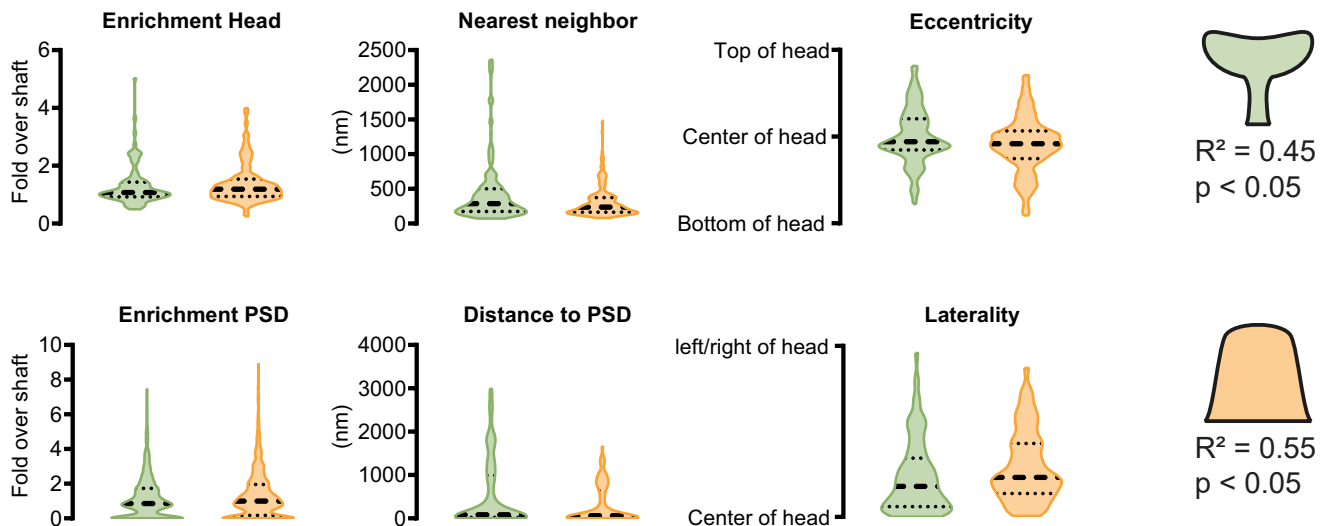 Enrichment Head
Fold over shaft
6
4
2
0
Nearest neighbor
(nm)
2500
2000
1500
1000
500
0
Eccentricity
Top of head
Center of head
Bottom of head
R² = 0.45
p < 0.05
Enrichment PSD
Fold over shaft
10
8
6
4
2
0
Distance to PSD
(nm)
4000
3000
2000
1000
0
Laterality
left/right of head
Center of head
R² = 0.55
p < 0.05